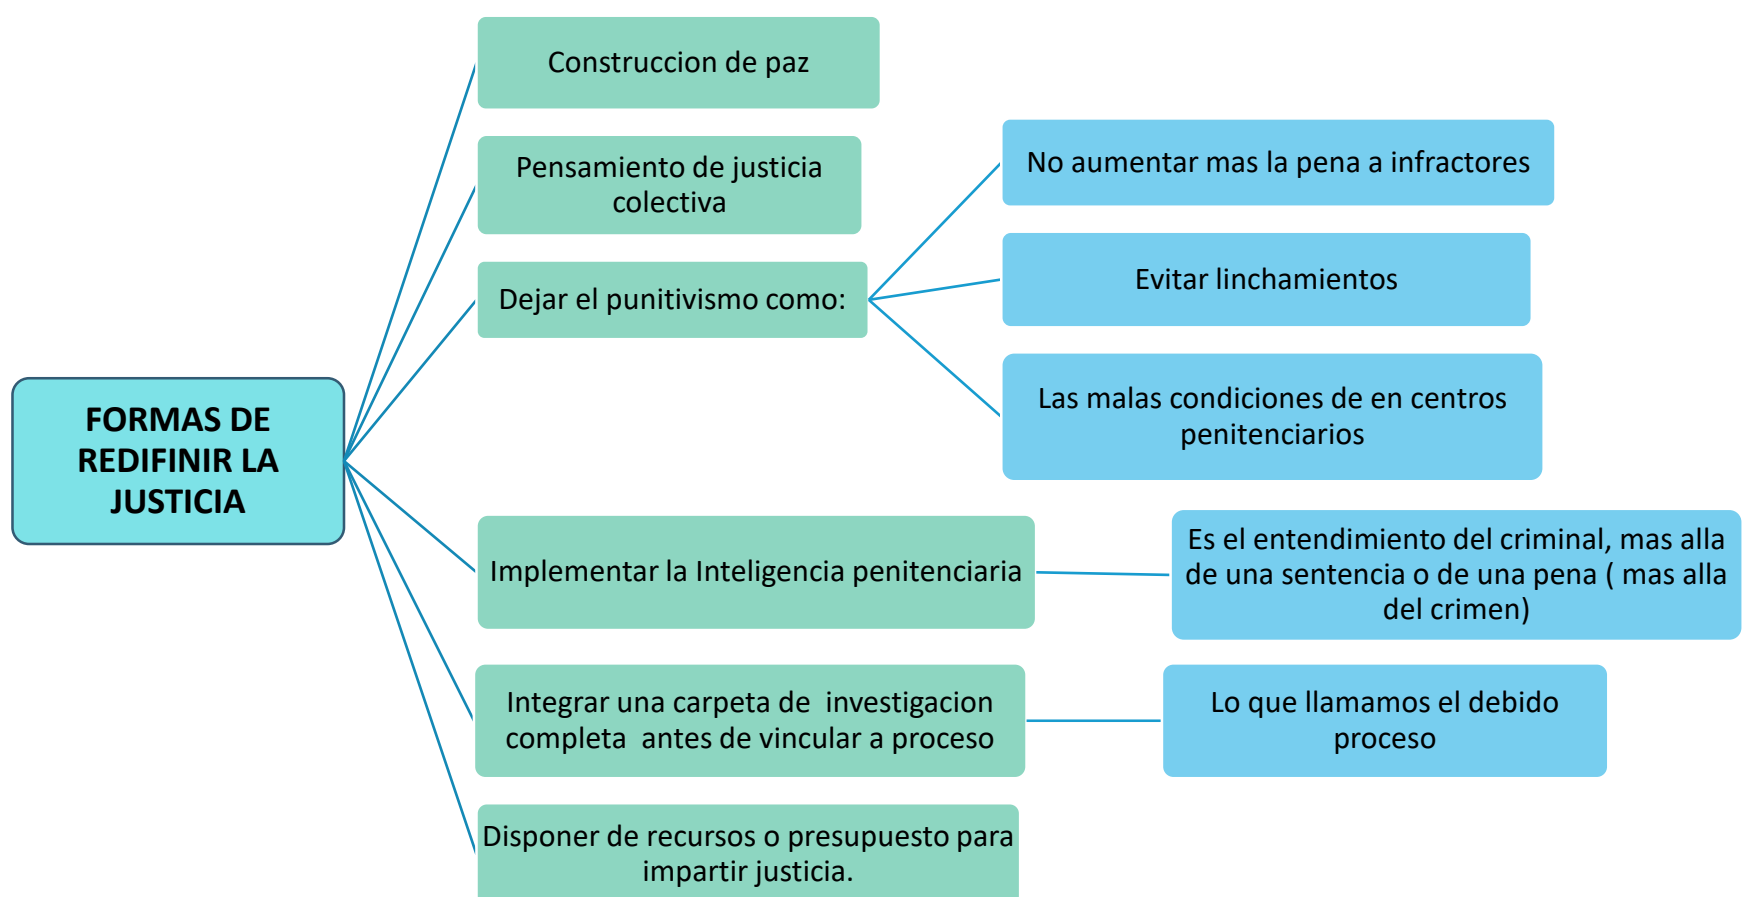 FORMAS DE
REDIFINIR LA
JUSTICIA
Construccion de paz
Pensamiento de justicia
colectiva
Dejar el punitivismo como:
No aumentar mas la pena a infractores
Evitar linchamientos
Las malas condiciones de en centros
penitenciarios
Implementar la Inteligencia penitenciaria
Es el entendimiento del criminal, mas alla
de una sentencia o de una pena ( mas alla
del crimen)
Integrar una carpeta de  investigacion
completa  antes de vincular a proceso
Lo que llamamos el debido
proceso
Disponer de recursos o presupuesto para
impartir justicia.